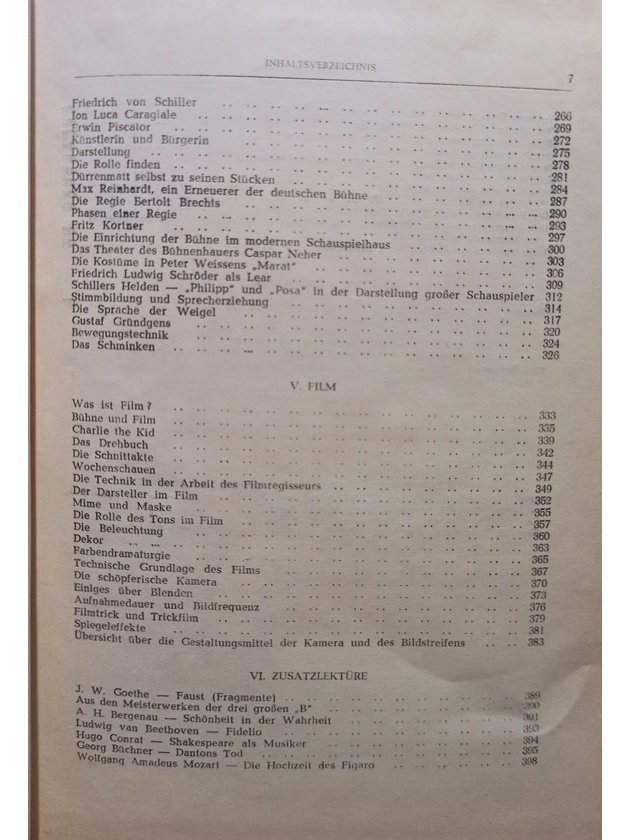 INHALTSVERZEICHNIS 7
Friedrich von Schiller .. .. .. .. .. .. .. .. .. .. .. 266
Ion Luca Caragiale .. .. .. .. .. .. .. .. .. .. .. .. 269
Erwin Piscator .. .. .. .. .. .. .. .. .. .. .. .. .. 272
Künstlerin und Bürgerin .. .. .. .. .. .. .. .. .. .. 275
Darstellung .. .. .. .. .. .. .. .. .. .. .. .. .. .. 278
Die Rolle finden .. .. .. .. .. .. .. .. .. .. .. .. .. 281
Dürrenmatt selbst zu seinen Stücken .. .. .. .. .. .. .. 284
Max Reinhardt, ein Erneuerer der deutschen Bühne .. .. .. .. 287
Die Regie Bertolt Brechts .. .. .. .. .. .. .. .. .. .. 290
Phasen einer Regie .. .. .. .. .. .. .. .. .. .. .. .. 293
Fritz Kortner .. .. .. .. .. .. .. .. .. .. .. .. .. 297
Die Einrichtung der Bühne im modernen Schauspielhaus .. .. .. 300
Das Theater des Bühnenhauers Caspar Neher .. .. .. .. .. .. 303
Die Kostüme in Peter Weissens „Marat" .. .. .. .. .. .. .. 306
Friedrich Ludwig Schröder als Lear .. .. .. .. .. .. .. .. 309
Schillers Helden — „Philipp" und „Posa" in der Darstellung großer Schauspieler 312
Stimmbildung und Sprecherziehung .. .. .. .. .. .. .. .. 314
Die Sprache der Weigel .. .. .. .. .. .. .. .. .. .. .. 317
Gustaf Gründgens .. .. .. .. .. .. .. .. .. .. .. .. 320
Bewegungstechnik .. .. .. .. .. .. .. .. .. .. .. .. 324
Das Schminken .. .. .. .. .. .. .. .. .. .. .. .. .. 326
V. FILM
Was ist Film? .. .. .. .. .. .. .. .. .. .. .. .. .. 333
Bühne und Film .. .. .. .. .. .. .. .. .. .. .. .. .. 335
Charlie the Kid .. .. .. .. .. .. .. .. .. .. .. .. .. 339
Das Drehbuch .. .. .. .. .. .. .. .. .. .. .. .. .. 342
Die Schnittakte .. .. .. .. .. .. .. .. .. .. .. .. .. 344
Wochenschauen .. .. .. .. .. .. .. .. .. .. .. .. .. 347
Die Technik in der Arbeit des Filmregisseurs .. .. .. .. .. .. 349
Der Darsteller im Film .. .. .. .. .. .. .. .. .. .. .. 352
Mime und Maske .. .. .. .. .. .. .. .. .. .. .. .. 355
Die Rolle des Tons im Film .. .. .. .. .. .. .. .. .. .. 357
Die Beleuchtung .. .. .. .. .. .. .. .. .. .. .. .. .. 360
Dekor .. .. .. .. .. .. .. .. .. .. .. .. .. .. .. 363
Farbendramaturgie .. .. .. .. .. .. .. .. .. .. .. .. 365
Technische Grundlage des Films .. .. .. .. .. .. .. .. .. 367
Die schöpferische Kamera .. .. .. .. .. .. .. .. .. .. 370
Einiges über Blenden .. .. .. .. .. .. .. .. .. .. .. 373
Aufnahmedauer und Bildfrequenz .. .. .. .. .. .. .. .. .. 376
Filmtrick und Trickfilm .. .. .. .. .. .. .. .. .. .. .. 379
Spiegeleffekte .. .. .. .. .. .. .. .. .. .. .. .. .. 381
Übersicht über die Gestaltungsmittel der Kamera und des Bildstreifens .. .. 383
VI. ZUSATZLEKTÜRE
J. W. Goethe — Faust (Fragmente) .. .. .. .. .. .. .. .. 389
Aus den Meisterwerken der drei großen „B" .. .. .. .. .. .. 390
A. H. Bergenau — Schönheit in der Wahrheit .. .. .. .. .. .. 391
Ludwig van Beethoven — Fidelio .. .. .. .. .. .. .. .. .. 393
Hugo Conrat — Shakespeare als Musiker .. .. .. .. .. .. .. 394
Georg Büchner — Dantons Tod .. .. .. .. .. .. .. .. .. 395
Wolfgang Amadeus Mozart — Die Hochzeit des Figaro .. .. .. .. 398